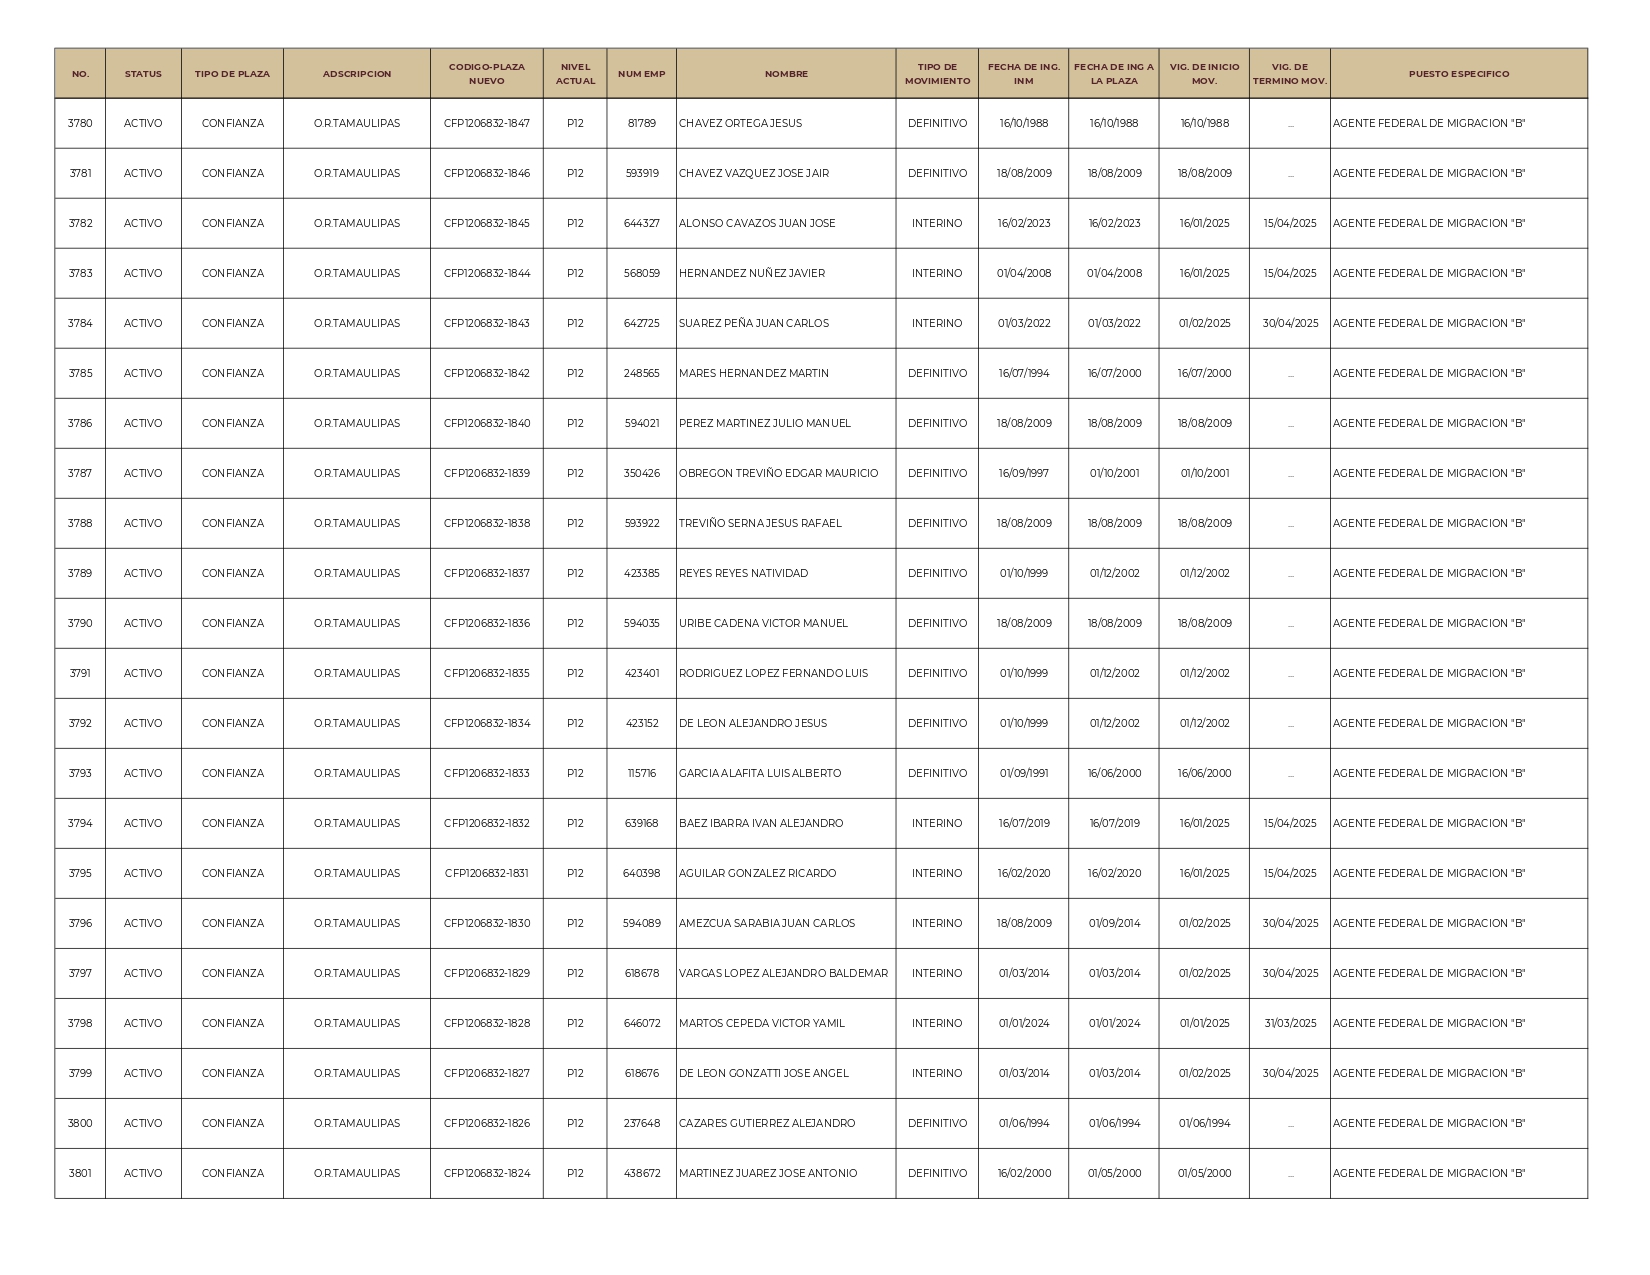 NO. STATUS TIPO DE PLAZA ADSCRIPCION CODIGO-PLAZA NUEVO NIVEL ACTUAL NUM EMP NOMBRE TIPO DE MOVIMIENTO FECHA DE ING. INM FECHA DE ING A LA PLAZA VIG. DE INICIO MOV. VIG. DE TERMINO MOV. PUESTO ESPECIFICO
3780 ACTIVO CONFIANZA O.R.TAMAULIPAS CFP1206832-1847 P12 81789 CHAVEZ ORTEGA JESUS DEFINITIVO 16/10/1988 16/10/1988 16/10/1988 ... AGENTE FEDERAL DE MIGRACION "B"
3781 ACTIVO CONFIANZA O.R.TAMAULIPAS CFP1206832-1846 P12 593919 CHAVEZ VAZQUEZ JOSE JAIR DEFINITIVO 18/08/2009 18/08/2009 18/08/2009 ... AGENTE FEDERAL DE MIGRACION "B"
3782 ACTIVO CONFIANZA O.R.TAMAULIPAS CFP1206832-1845 P12 644327 ALONSO CAVAZOS JUAN JOSE INTERINO 16/02/2023 16/02/2023 16/01/2025 15/04/2025 AGENTE FEDERAL DE MIGRACION "B"
3783 ACTIVO CONFIANZA O.R.TAMAULIPAS CFP1206832-1844 P12 568059 HERNANDEZ NUÑEZ JAVIER INTERINO 01/04/2008 01/04/2008 16/01/2025 15/04/2025 AGENTE FEDERAL DE MIGRACION "B"
3784 ACTIVO CONFIANZA O.R.TAMAULIPAS CFP1206832-1843 P12 642725 SUAREZ PEÑA JUAN CARLOS INTERINO 01/03/2022 01/03/2022 01/02/2025 30/04/2025 AGENTE FEDERAL DE MIGRACION "B"
3785 ACTIVO CONFIANZA O.R.TAMAULIPAS CFP1206832-1842 P12 248565 MARES HERNANDEZ MARTIN DEFINITIVO 16/07/1994 16/07/2000 16/07/2000 ... AGENTE FEDERAL DE MIGRACION "B"
3786 ACTIVO CONFIANZA O.R.TAMAULIPAS CFP1206832-1840 P12 594021 PEREZ MARTINEZ JULIO MANUEL DEFINITIVO 18/08/2009 18/08/2009 18/08/2009 ... AGENTE FEDERAL DE MIGRACION "B"
3787 ACTIVO CONFIANZA O.R.TAMAULIPAS CFP1206832-1839 P12 350426 OBREGON TREVIÑO EDGAR MAURICIO DEFINITIVO 16/09/1997 01/10/2001 01/10/2001 ... AGENTE FEDERAL DE MIGRACION "B"
3788 ACTIVO CONFIANZA O.R.TAMAULIPAS CFP1206832-1838 P12 593922 TREVIÑO SERNA JESUS RAFAEL DEFINITIVO 18/08/2009 18/08/2009 18/08/2009 ... AGENTE FEDERAL DE MIGRACION "B"
3789 ACTIVO CONFIANZA O.R.TAMAULIPAS CFP1206832-1837 P12 423385 REYES REYES NATIVIDAD DEFINITIVO 01/10/1999 01/12/2002 01/12/2002 ... AGENTE FEDERAL DE MIGRACION "B"
3790 ACTIVO CONFIANZA O.R.TAMAULIPAS CFP1206832-1836 P12 594035 URIBE CADENA VICTOR MANUEL DEFINITIVO 18/08/2009 18/08/2009 18/08/2009 ... AGENTE FEDERAL DE MIGRACION "B"
3791 ACTIVO CONFIANZA O.R.TAMAULIPAS CFP1206832-1835 P12 423401 RODRIGUEZ LOPEZ FERNANDO LUIS DEFINITIVO 01/10/1999 01/12/2002 01/12/2002 ... AGENTE FEDERAL DE MIGRACION "B"
3792 ACTIVO CONFIANZA O.R.TAMAULIPAS CFP1206832-1834 P12 423152 DE LEON ALEJANDRO JESUS DEFINITIVO 01/10/1999 01/12/2002 01/12/2002 ... AGENTE FEDERAL DE MIGRACION "B"
3793 ACTIVO CONFIANZA O.R.TAMAULIPAS CFP1206832-1833 P12 115716 GARCIA ALAFITA LUIS ALBERTO DEFINITIVO 01/09/1991 16/06/2000 16/06/2000 ... AGENTE FEDERAL DE MIGRACION "B"
3794 ACTIVO CONFIANZA O.R.TAMAULIPAS CFP1206832-1832 P12 639168 BAEZ IBARRA IVAN ALEJANDRO INTERINO 16/07/2019 16/07/2019 16/01/2025 15/04/2025 AGENTE FEDERAL DE MIGRACION "B"
3795 ACTIVO CONFIANZA O.R.TAMAULIPAS CFP1206832-1831 P12 640398 AGUILAR GONZALEZ RICARDO INTERINO 16/02/2020 16/02/2020 16/01/2025 15/04/2025 AGENTE FEDERAL DE MIGRACION "B"
3796 ACTIVO CONFIANZA O.R.TAMAULIPAS CFP1206832-1830 P12 594089 AMEZCUA SARABIA JUAN CARLOS INTERINO 18/08/2009 01/09/2014 01/02/2025 30/04/2025 AGENTE FEDERAL DE MIGRACION "B"
3797 ACTIVO CONFIANZA O.R.TAMAULIPAS CFP1206832-1829 P12 618678 VARGAS LOPEZ ALEJANDRO BALDEMAR INTERINO 01/03/2014 01/03/2014 01/02/2025 30/04/2025 AGENTE FEDERAL DE MIGRACION "B"
3798 ACTIVO CONFIANZA O.R.TAMAULIPAS CFP1206832-1828 P12 646072 MARTOS CEPEDA VICTOR YAMIL INTERINO 01/01/2024 01/01/2024 01/01/2025 31/03/2025 AGENTE FEDERAL DE MIGRACION "B"
3799 ACTIVO CONFIANZA O.R.TAMAULIPAS CFP1206832-1827 P12 618676 DE LEON GONZATTI JOSE ANGEL INTERINO 01/03/2014 01/03/2014 01/02/2025 30/04/2025 AGENTE FEDERAL DE MIGRACION "B"
3800 ACTIVO CONFIANZA O.R.TAMAULIPAS CFP1206832-1826 P12 237648 CAZARES GUTIERREZ ALEJANDRO DEFINITIVO 01/06/1994 01/06/1994 01/06/1994 ... AGENTE FEDERAL DE MIGRACION "B"
3801 ACTIVO CONFIANZA O.R.TAMAULIPAS CFP1206832-1824 P12 438672 MARTINEZ JUAREZ JOSE ANTONIO DEFINITIVO 16/02/2000 01/05/2000 01/05/2000 ... AGENTE FEDERAL DE MIGRACION "B"